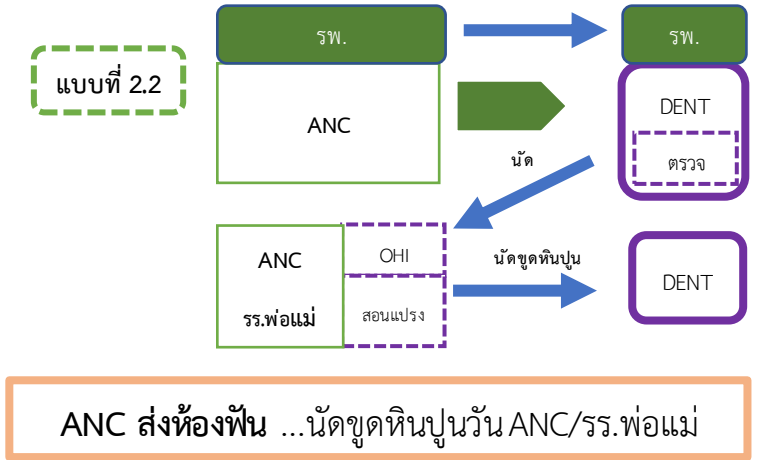 รพ.
รพ.
แบบที่ 2.2
ANC
DENT
ตรวจ
นัด
ANC
รร.พ่อแม่
OHI
สอนแปรง
นัดขูดหินปูน
DENT
ANC ส่งห้องฟัน ...นัดขูดหินปูนวัน ANC/รร.พ่อแม่